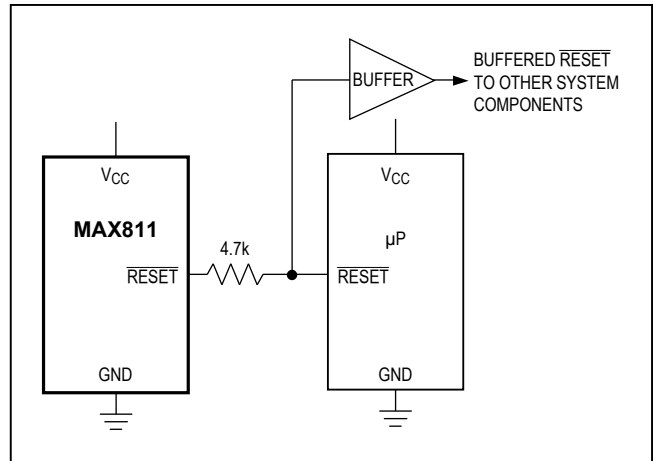 BUFFER
BUFFERED RESET
TO OTHER SYSTEM
COMPONENTS
VCC
MAX811
RESET
GND
4.7k
VCC
µP
RESET
GND